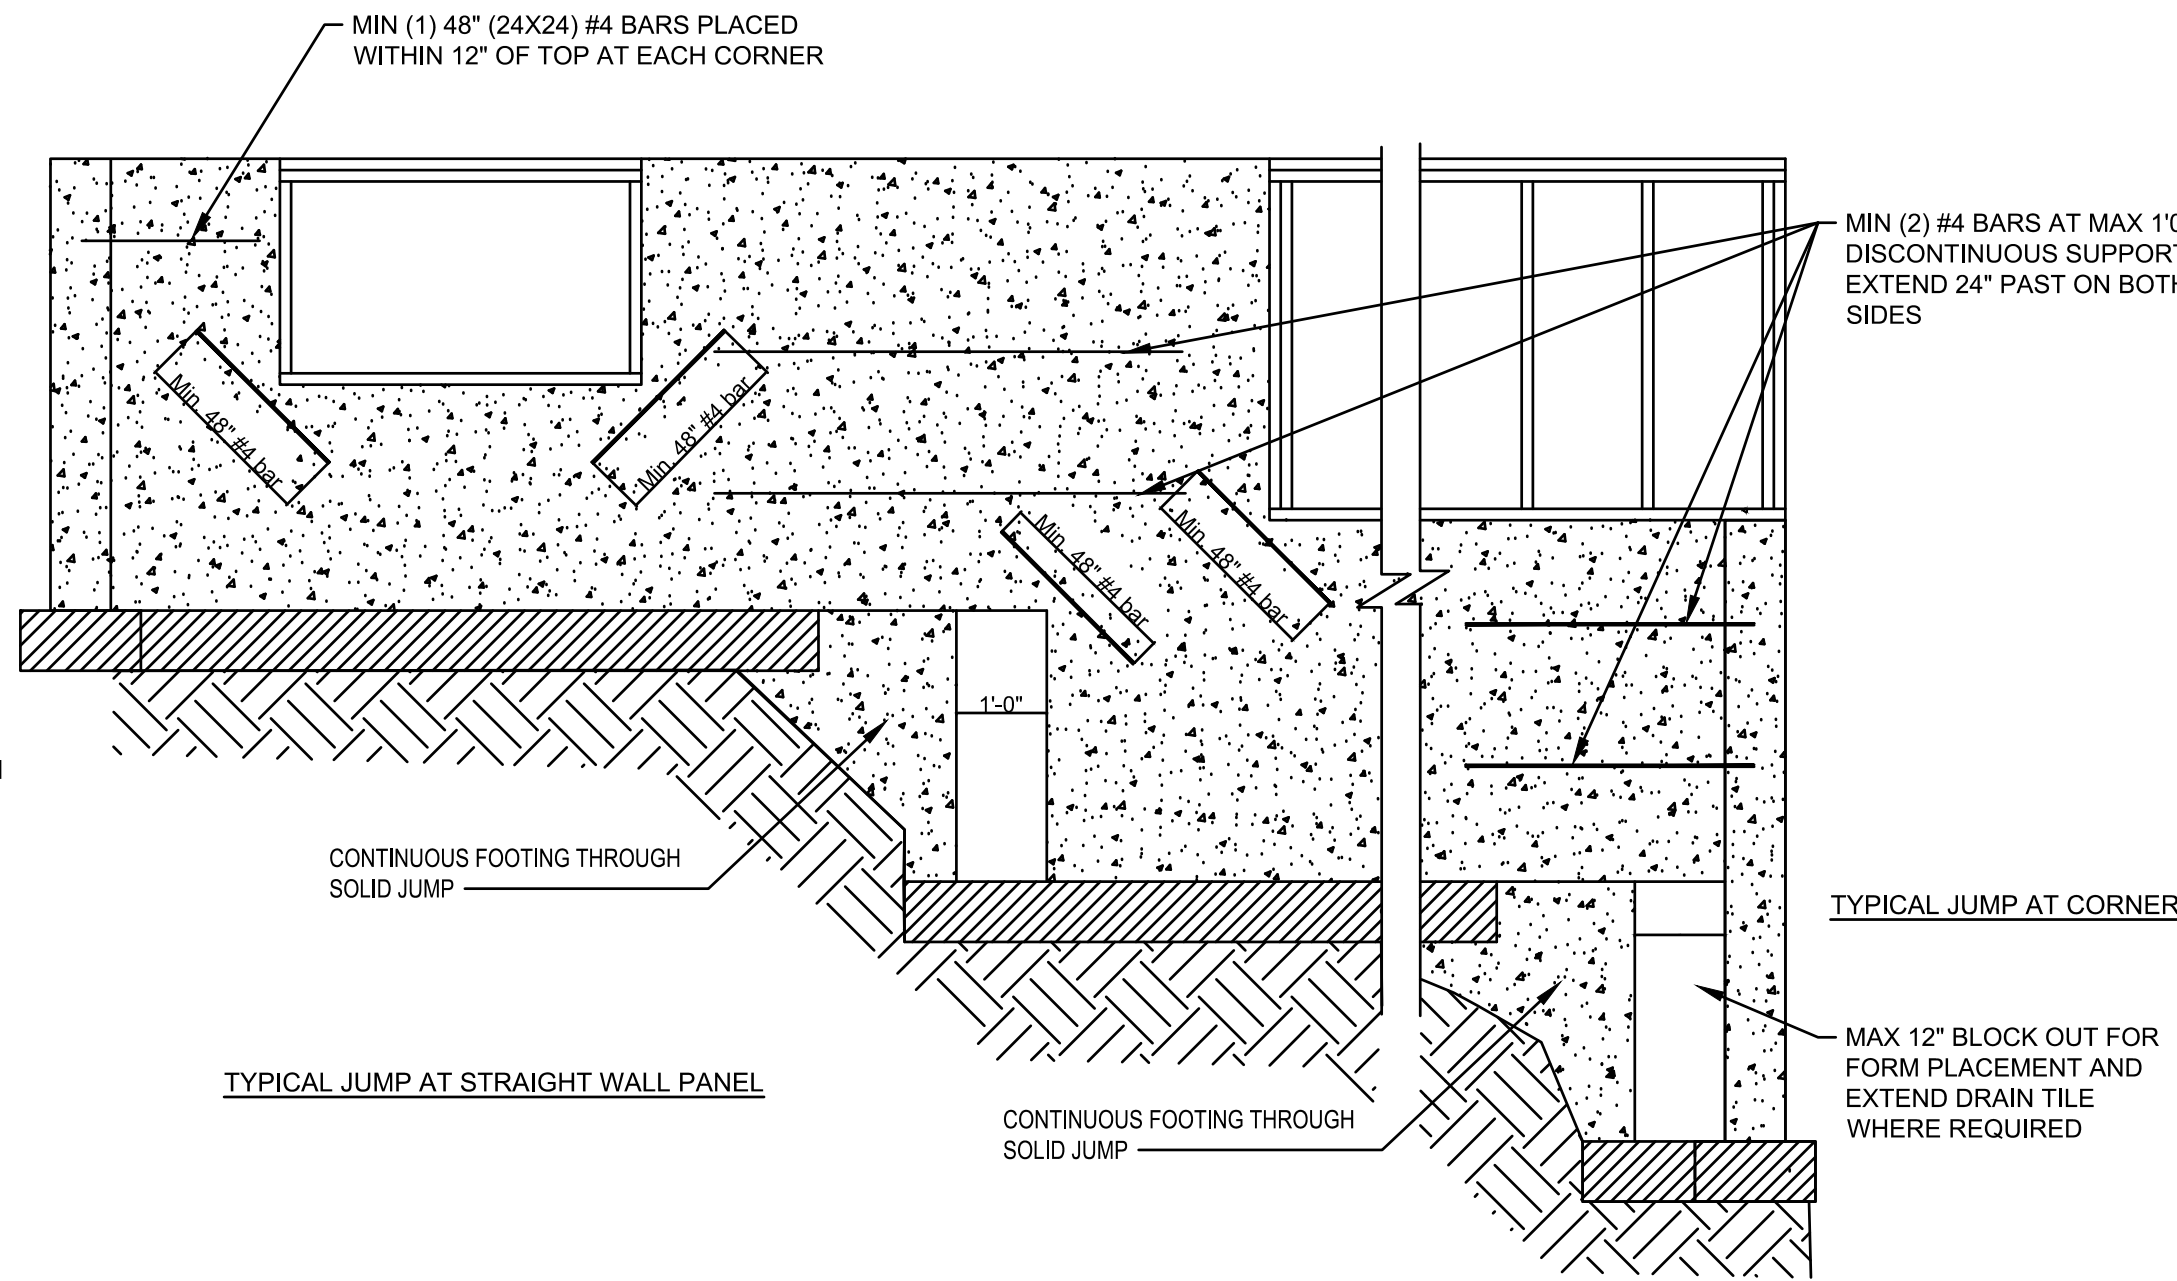 MIN (1) 48" (24X24) #4 BARS PLACED
WITHIN 12" OF TOP AT EACH CORNER
MIN (2) #4 BARS AT MAX
DISCONTINUOUS
EXTEND 24" PAST ON
SIDES
Min. 48" #4 bar
Min. 48" #4 bar
Min. 48" #4 bar
Min. 48" #4 bar
1'-0"
CONTINUOUS FOOTING THROUGH
SOLID JUMP
TYPICAL JUMP AT CORNER
TYPICAL JUMP AT STRAIGHT WALL PANEL
CONTINUOUS FOOTING THROUGH
SOLID JUMP
MAX 12" BLOCK OUT FOR
FORM PLACEMENT AND
EXTEND DRAIN TILE
WHERE REQUIRED